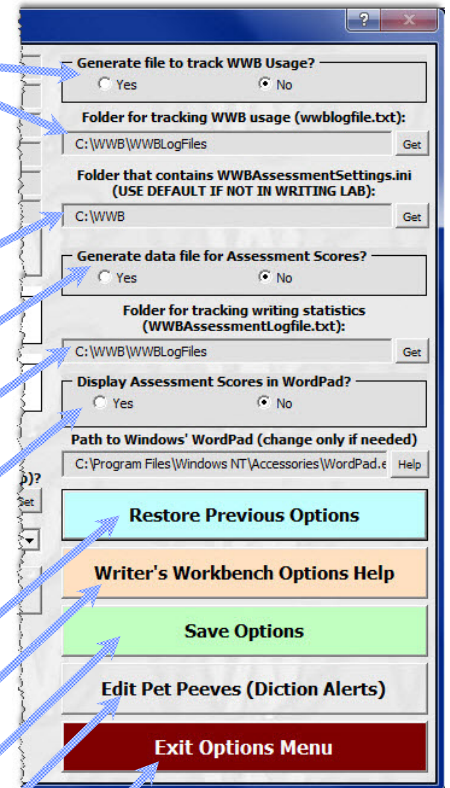 ?
Generate file to track WWB Usage?
Yes No
Folder for tracking WWB usage (wwblogfile.txt):
C:\WWB\WWBLogFiles Get
Folder that contains WWBAssessmentSettings.ini
(USE DEFAULT IF NOT IN WRITING LAB):
C:\WWB Get
Generate data file for Assessment Scores?
Yes No
Folder for tracking writing statistics
(WWBAssessmentLogfile.txt):
C:\WWB\WWBLogFiles Get
Display Assessment Scores in WordPad?
Yes No
Path to Windows' WordPad (change only if needed)
C:\Program Files\Windows NT\Accessories\WordPad.e Help
)?
Restore Previous Options
Writer's Workbench Options Help
Save Options
Edit Pet Peeves (Diction Alerts)
Exit Options Menu